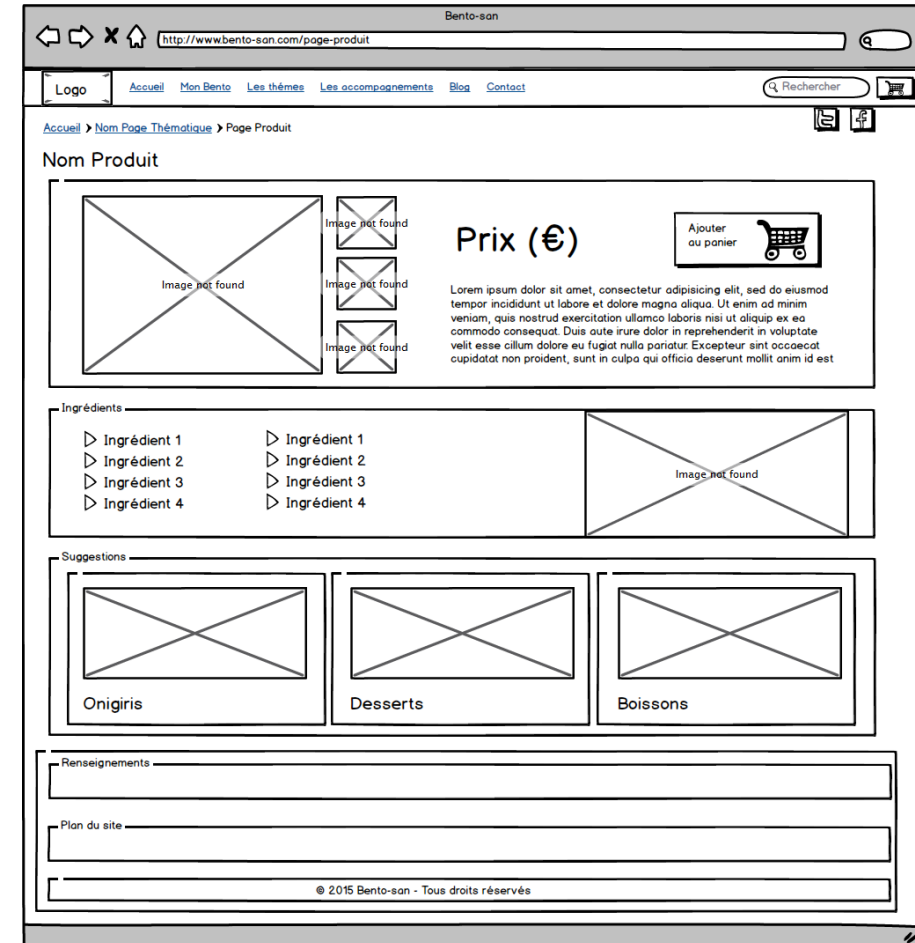 Bento-san
http://www.bento-san.com/page-produit
Logo Accueil Mon Bento Les thèmes Les accompagnements Blog Contact Rechercher
Accueil > Nom Page Thématique > Page Produit
Nom Produit
Image not found
Image not found
Image not found
Image not found
Prix (€)
Ajouter
au panier
Lorem ipsum dolor sit amet, consectetur adipisicing elit, sed do eiusmod
tempor incididunt ut labore et dolore magna aliqua. Ut enim ad minim
veniam, quis nostrud exercitation ullamco laboris nisi ut aliquip ex ea
commodo consequat. Duis aute irure dolor in reprehenderit in voluptate
velit esse cillum dolore eu fugiat nulla pariatur. Excepteur sint occaecat
cupidatat non proident, sunt in culpa qui officia deserunt mollit anim id est
Ingrédients
Ingrédient 1
Ingrédient 2
Ingrédient 3
Ingrédient 4
Ingrédient 1
Ingrédient 2
Ingrédient 3
Ingrédient 4
Image not found
Suggestions
Onigiris
Desserts
Boissons
Renseignements
Plan du site
© 2015 Bento-san - Tous droits réservés